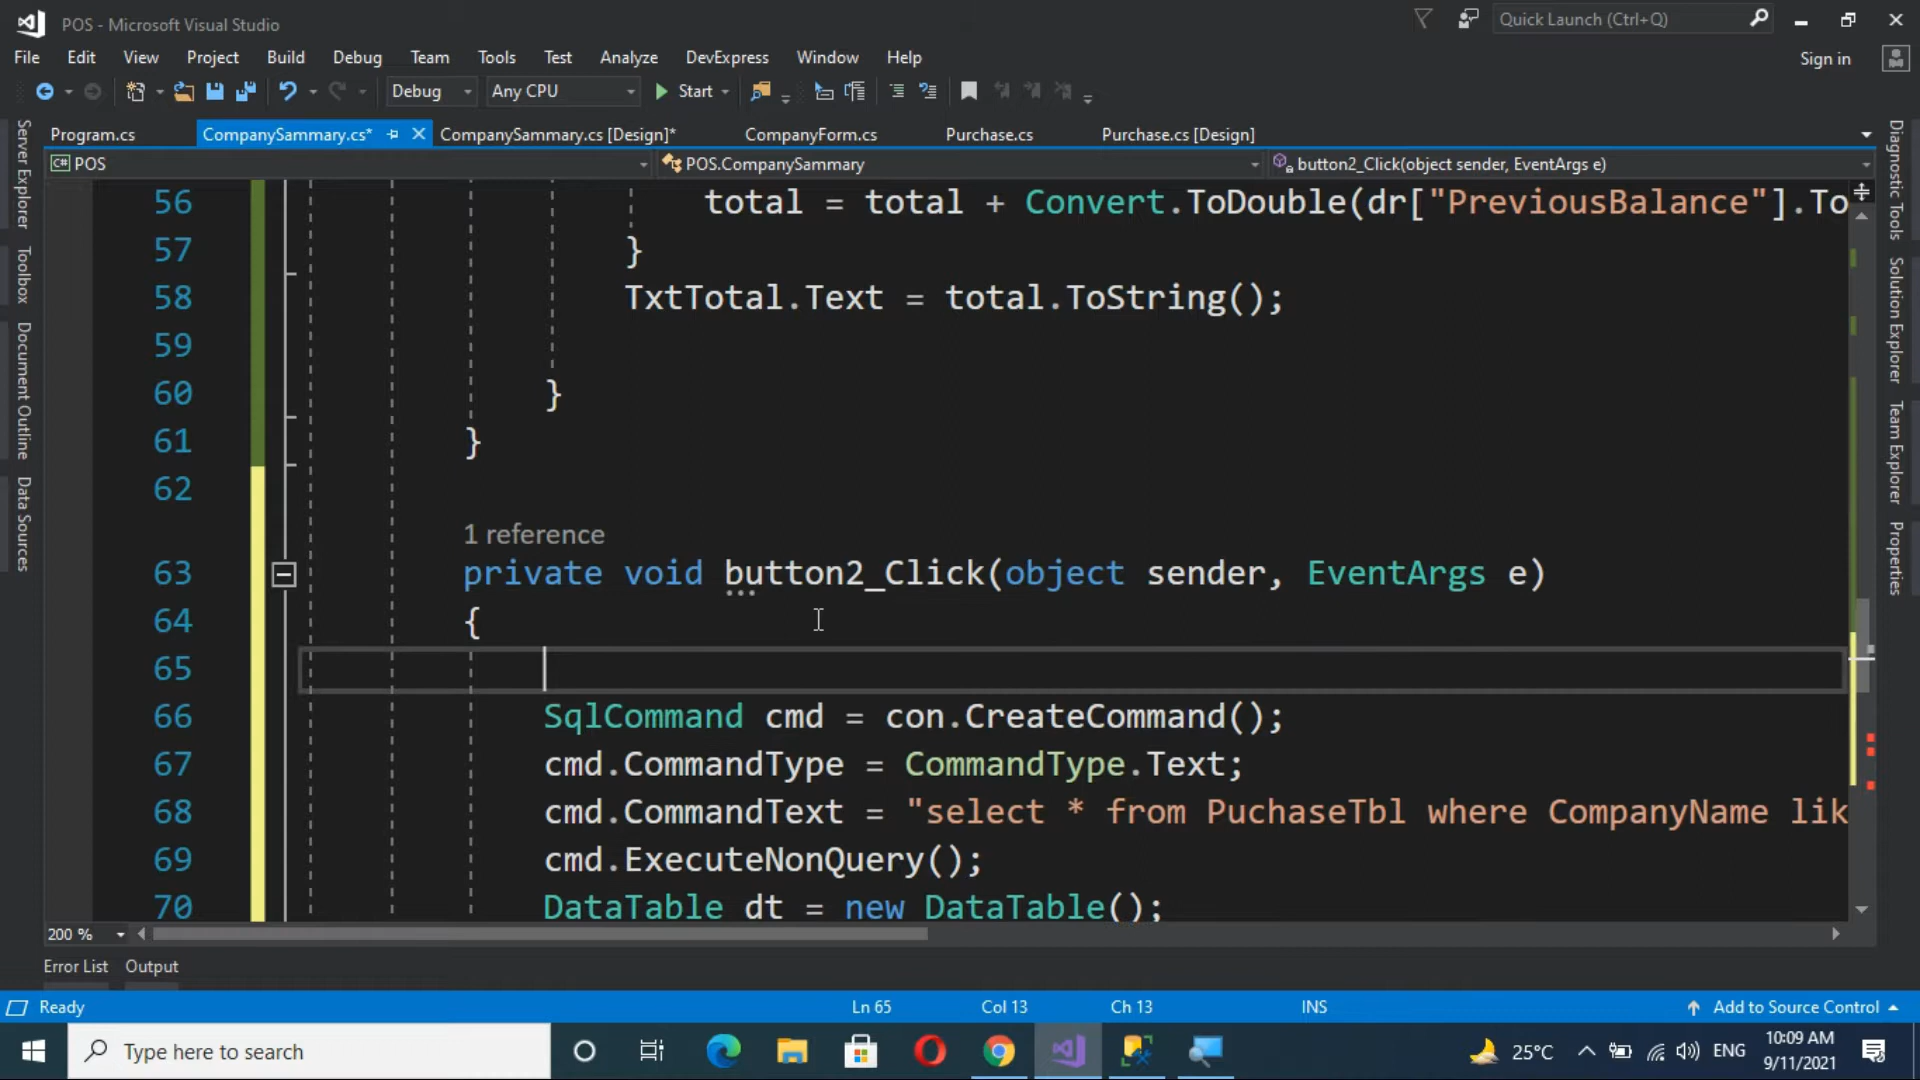 POS - Microsoft Visual Studio
Quick Launch (Ctrl+Q)
File Edit View Project Build Debug Team Tools Test Analyze DevExpress Window Help
Sign in
Debug Any CPU Start
Program.cs CompanySammary.cs* CompanySammary.cs [Design]* CompanyForm.cs Purchase.cs Purchase.cs [Design]
C# POS POS.CompanySammary button2_Click(object sender, EventArgs e)
Server Explorer
Toolbox
Document Outline
Data Sources
56 total = total + Convert.ToDouble(dr["PreviousBalance"].To
57 }
58 TxtTotal.Text = total.ToString();
59
60 }
61 }
62
1 reference
63 private void button2_Click(object sender, EventArgs e)
64 {
65
66 SqlCommand cmd = con.CreateCommand();
67 cmd.CommandType = CommandType.Text;
68 cmd.CommandText = "select * from PuchaseTbl where CompanyName lik
69 cmd.ExecuteNonQuery();
70 DataTable dt = new DataTable();
Diagnostic Tools
Solution Explorer
Team Explorer
Properties
200 %
Error List Output
Ready Ln 65 Col 13 Ch 13 INS Add to Source Control
Type here to search
25°C ENG
10:09 AM
9/11/2021